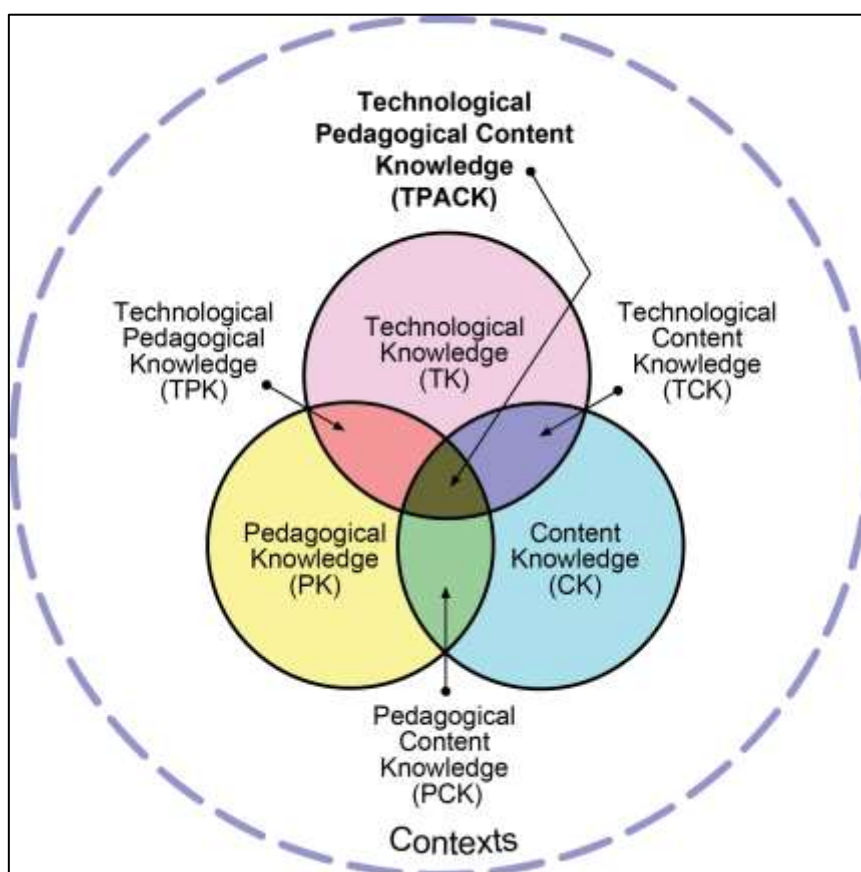 Technological
Pedagogical Content
Knowledge
(TPACK)
Technological
Pedagogical
Knowledge
(TPK)
Technological
Knowledge
(TK)
Technological
Content
Knowledge
(TCK)
Pedagogical
Knowledge
(PK)
Content
Knowledge
(CK)
Pedagogical
Content
Knowledge
(PCK)
Contexts